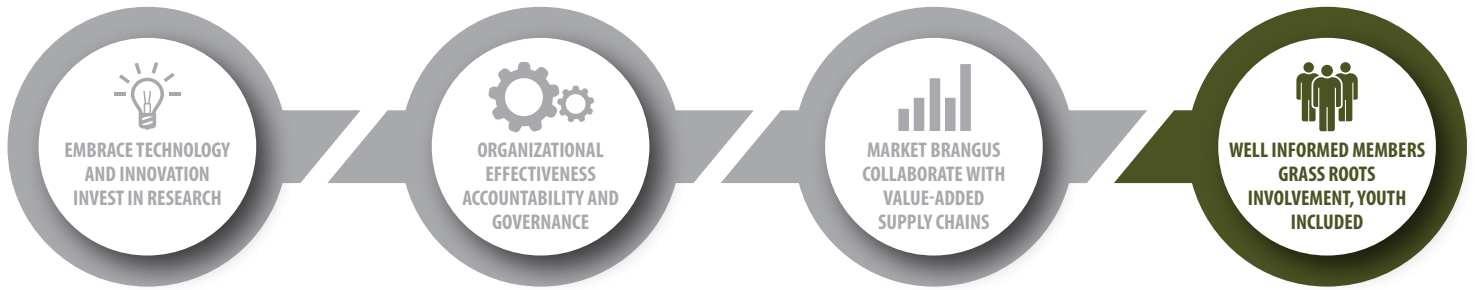 EMBRACE TECHNOLOGY
AND INNOVATION
INVEST IN RESEARCH
ORGANIZATIONAL
EFFECTIVENESS
ACCOUNTABILITY AND
GOVERNANCE
MARKET BRANGUS
COLLABORATE WITH
VALUE-ADDED
SUPPLY CHAINS
WELL INFORMED MEMBERS
GRASS ROOTS
INVOLVEMENT, YOUTH
INCLUDED